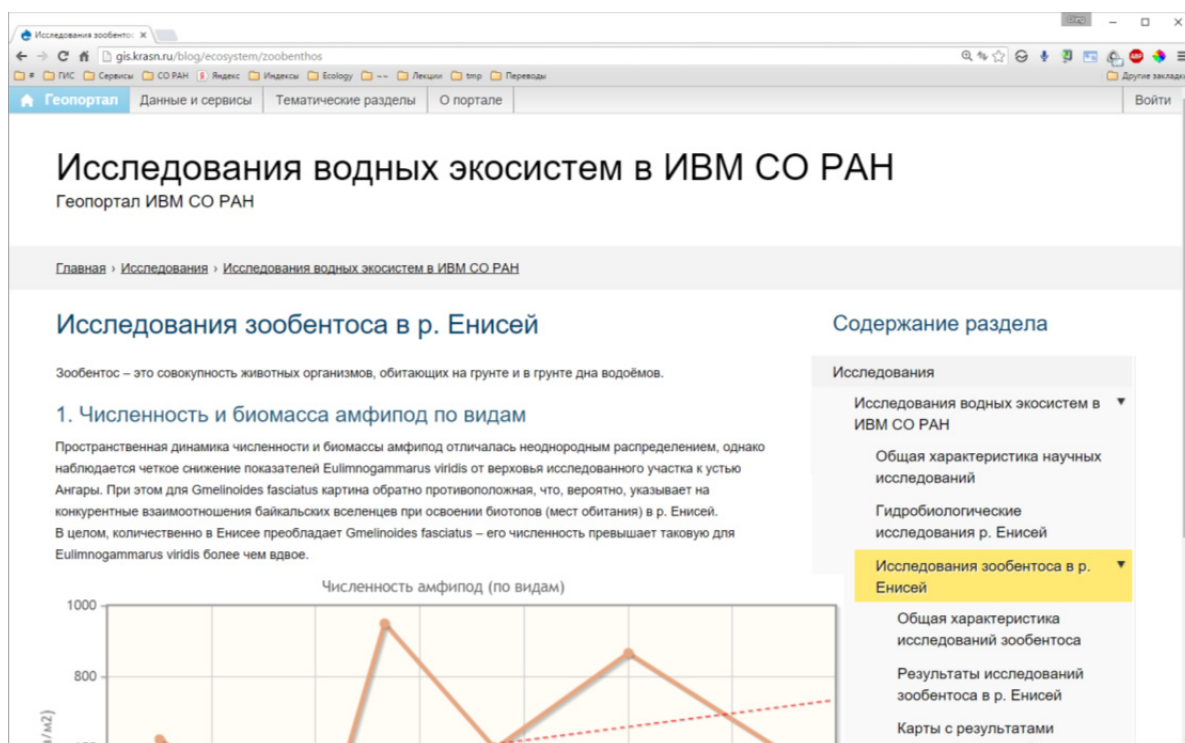 Исследования зообентос
gis.krasn.ru/blog/ecosystem/zoobenthos
ГИС Сервисы СО РАН Яндекс Индексы Ecology ~~ Лекции tmp Переводы
Другие закладки
Геопортал Данные и сервисы Тематические разделы О портале Войти
Исследования водных экосистем в ИВМ СО РАН
Геопортал ИВМ СО РАН
Главная › Исследования › Исследования водных экосистем в ИВМ СО РАН
Исследования зообентоса в р. Енисей
Зообентос – это совокупность животных организмов, обитающих на грунте и в грунте дна водоёмов.
1. Численность и биомасса амфипод по видам
Пространственная динамика численности и биомассы амфипод отличалась неоднородным распределением, однако
наблюдается четкое снижение показателей Eulimnogammarus viridis от верховья исследованного участка к устью
Ангары. При этом для Gmelinoides fasciatus картина обратно противоположная, что, вероятно, указывает на
конкурентные взаимоотношения байкальских вселенцев при освоении биотопов (мест обитания) в р. Енисей.
В целом, количественно в Енисее преобладает Gmelinoides fasciatus – его численность превышает таковую для
Eulimnogammarus viridis более чем вдвое.
Численность амфипод (по видам)
1000
800
/м2)
Содержание раздела
Исследования
Исследования водных экосистем в
ИВМ СО РАН
Общая характеристика научных
исследований
Гидробиологические
исследования р. Енисей
Исследования зообентоса в р.
Енисей
Общая характеристика
исследований зообентоса
Результаты исследований
зообентоса в р. Енисей
Карты с результатами